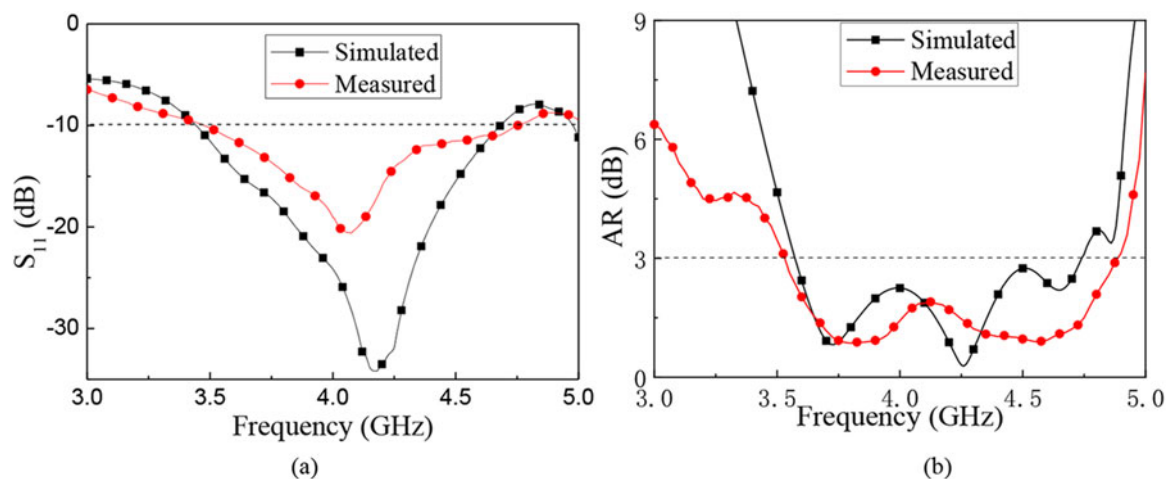 0
-10
-20
-30
S11 (dB)
Simulated
Measured
3.0 3.5 4.0 4.5 5.0
Frequency (GHz)
(a)
9
6
3
0
AR (dB)
Simulated
Measured
3.0 3.5 4.0 4.5 5.0
Frequency (GHz)
(b)